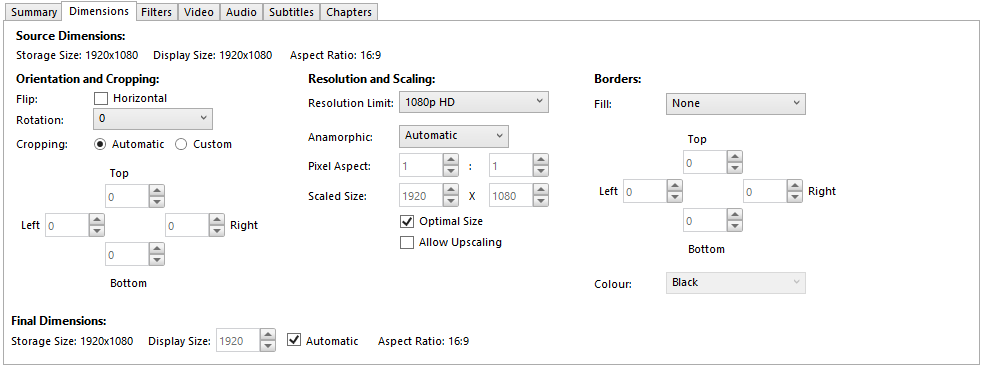 Summary Dimensions Filters Video Audio Subtitles Chapters
Source Dimensions:
Storage Size: 1920x1080 Display Size: 1920x1080 Aspect Ratio: 16:9
Orientation and Cropping:
Flip: Horizontal
Rotation: 0
Cropping: Automatic Custom
Top
0
Left 0 0 Right
0
Bottom
Resolution and Scaling:
Resolution Limit: 1080p HD
Anamorphic: Automatic
Pixel Aspect: 1 : 1
Scaled Size: 1920 X 1080
Optimal Size
Allow Upscaling
Borders:
Fill: None
Top
0
Left 0 0 Right
0
Bottom
Colour: Black
Final Dimensions:
Storage Size: 1920x1080 Display Size: 1920 Automatic Aspect Ratio: 16:9